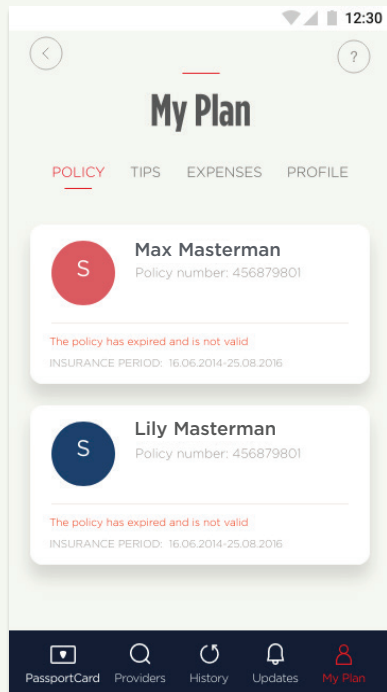 12:30
?
My Plan
POLICY TIPS EXPENSES PROFILE
S
Max Masterman
Policy number: 456879801
The policy has expired and is not valid
INSURANCE PERIOD: 16.06.2014-25.08.2016
S
Lily Masterman
Policy number: 456879801
The policy has expired and is not valid
INSURANCE PERIOD: 16.06.2014-25.08.2016
PassportCard Providers History Updates My Plan